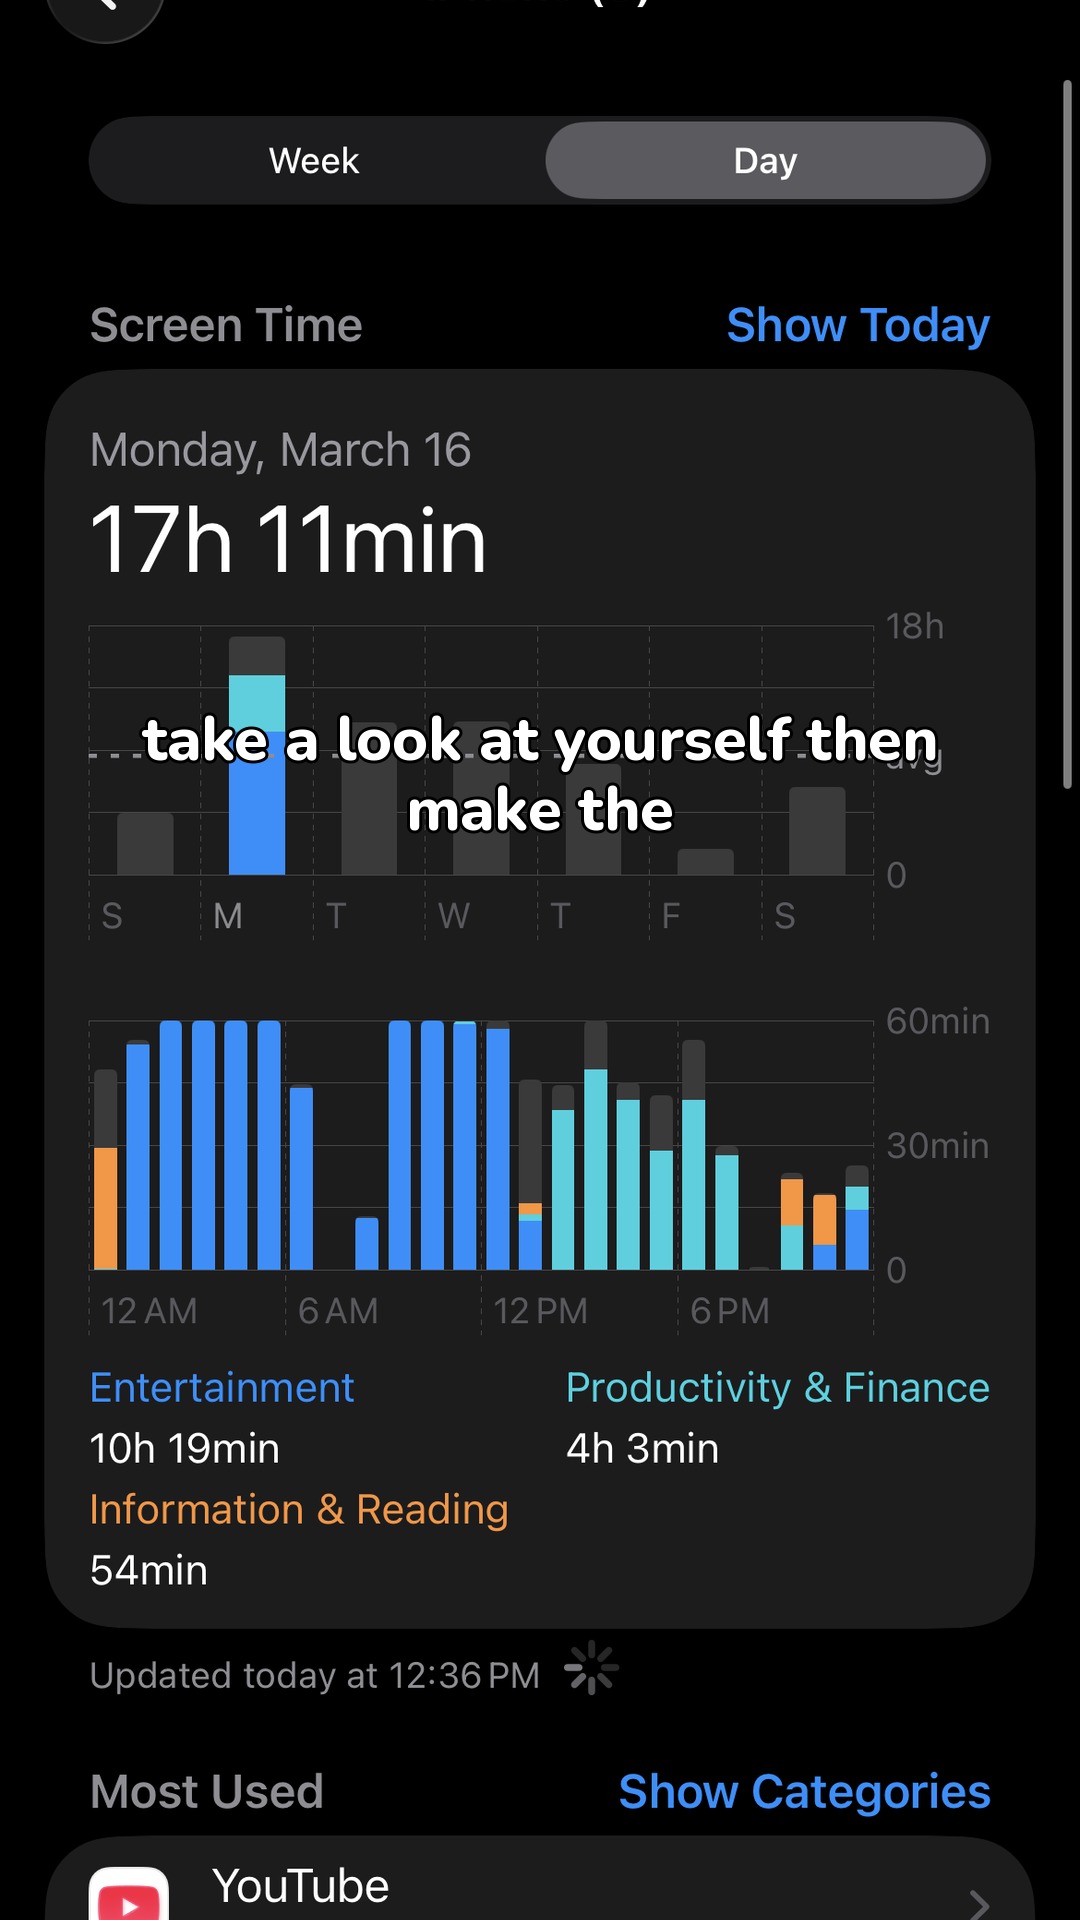 Week
Day
Screen Time
Show Today
Monday, March 16
17h 11min
18h
take a look at yourself then
avg
make the
0
S M T W T F S
60min
30min
0
12 AM 6 AM 12 PM 6 PM
Entertainment
Productivity & Finance
10h 19min
4h 3min
Information & Reading
54min
Updated today at 12:36 PM
Most Used
Show Categories
YouTube